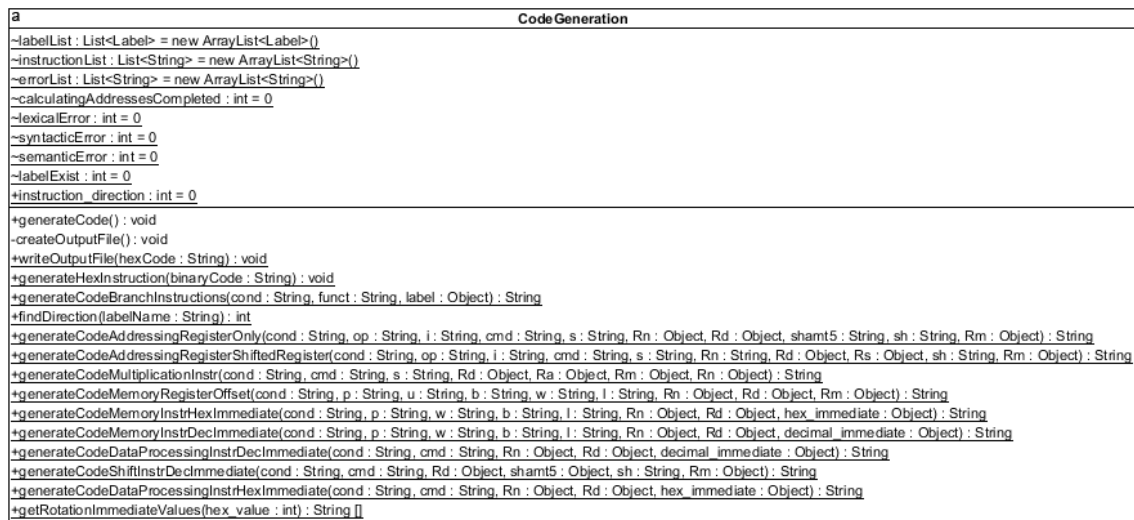 a
CodeGeneration
~labelList : List<Label> = new ArrayList<Label>()
~instructionList : List<String> = new ArrayList<String>()
~errorList : List<String> = new ArrayList<String>()
~calculatingAddressesCompleted : int = 0
~lexicalError : int = 0
~syntacticError : int = 0
~semanticError : int = 0
~labelExist : int = 0
+instruction_direction : int = 0
+generateCode() : void
-createOutputFile() : void
+writeOutputFile(hexCode : String) : void
+generateHexInstruction(binaryCode : String) : void
+generateCodeBranchInstructions(cond : String, funct : String, label : Object) : String
+findDirection(labelName : String) : int
+generateCodeAddressingRegisterOnly(cond : String, op : String, i : String, cmd : String, s : String, Rn : Object, Rd : Object, shamt5 : String, sh : String, Rm : Object) : String
+generateCodeAddressingRegisterShiftedRegister(cond : String, op : String, i : String, cmd : String, s : String, Rn : String, Rd : Object, Rs : Object, sh : String, Rm : Object) : String
+generateCodeMultiplicationInstr(cond : String, cmd : String, s : String, Rd : Object, Ra : Object, Rm : Object, Rn : Object) : String
+generateCodeMemoryRegisterOffset(cond : String, p : String, u : String, b : String, w : String, l : String, Rn : Object, Rd : Object, Rm : Object) : String
+generateCodeMemoryInstrHexImmediate(cond : String, p : String, w : String, b : String, l : String, Rn : Object, Rd : Object, hex_immediate : Object) : String
+generateCodeMemoryInstrDecImmediate(cond : String, p : String, w : String, b : String, l : String, Rn : Object, Rd : Object, decimal_immediate : Object) : String
+generateCodeDataProcessingInstrDecImmediate(cond : String, cmd : String, Rn : Object, Rd : Object, decimal_immediate : Object) : String
+generateCodeShiftInstrDecImmediate(cond : String, cmd : String, Rd : Object, shamt5 : Object, sh : String, Rm : Object) : String
+generateCodeDataProcessingInstrHexImmediate(cond : String, cmd : String, Rn : Object, Rd : Object, hex_immediate : Object) : String
+getRotationImmediateValues(hex_value : int) : String []